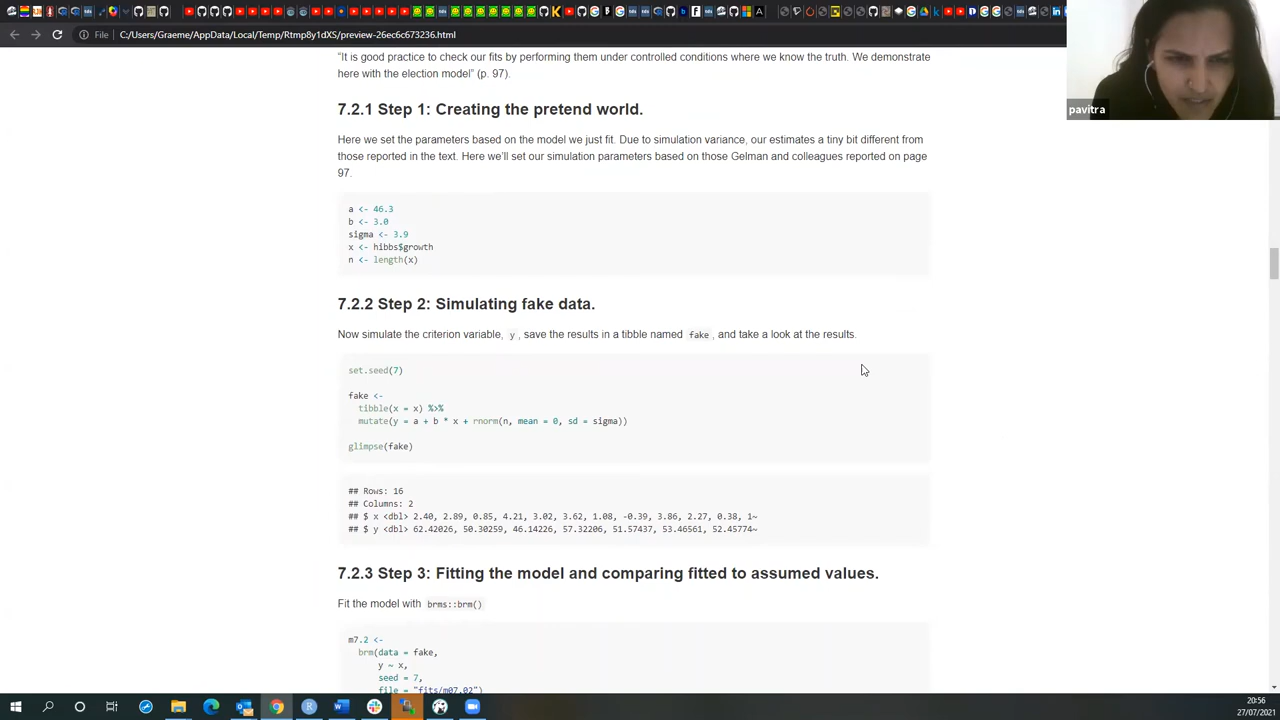 File
C:/Users/Graeme/AppData/Local/Temp/Rtmp8y1dXS/preview-26ec6c673236.html
pavitra
"It is good practice to check our fits by performing them under controlled conditions where we know the truth. We demonstrate
here with the election model" (p. 97).
7.2.1 Step 1: Creating the pretend world.
Here we set the parameters based on the model we just fit. Due to simulation variance, our estimates a tiny bit different from
those reported in the text. Here we'll set our simulation parameters based on those Gelman and colleagues reported on page
97.
a <- 46.3
b <- 3.0
sigma <- 3.9
x <- hibbs$growth
n <- length(x)
7.2.2 Step 2: Simulating fake data.
Now simulate the criterion variable, y , save the results in a tibble named fake , and take a look at the results.
set.seed(7)
fake <-
tibble(x = x) %>%
mutate(y = a + b * x + rnorm(n, mean = 0, sd = sigma))
glimpse(fake)
## Rows: 16
## Columns: 2
## $ x <dbl> 2.40, 2.89, 0.85, 4.21, 3.02, 3.62, 1.08, -0.39, 3.86, 2.27, 0.38, 1~
## $ y <dbl> 62.42026, 50.30259, 46.14226, 57.32206, 51.57437, 53.46561, 52.45774~
7.2.3 Step 3: Fitting the model and comparing fitted to assumed values.
Fit the model with brms::brm()
m7.2 <-
brm(data = fake,
y ~ x,
seed = 7,
file = "fits/m07.02")
20:56
27/07/2021